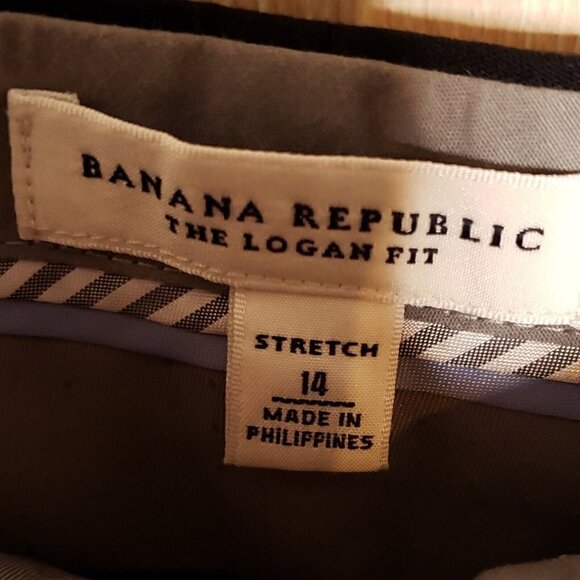 BANANA REPUBLIC
THE LOGAN FIT
STRETCH
14
MADE IN
PHILIPPINES